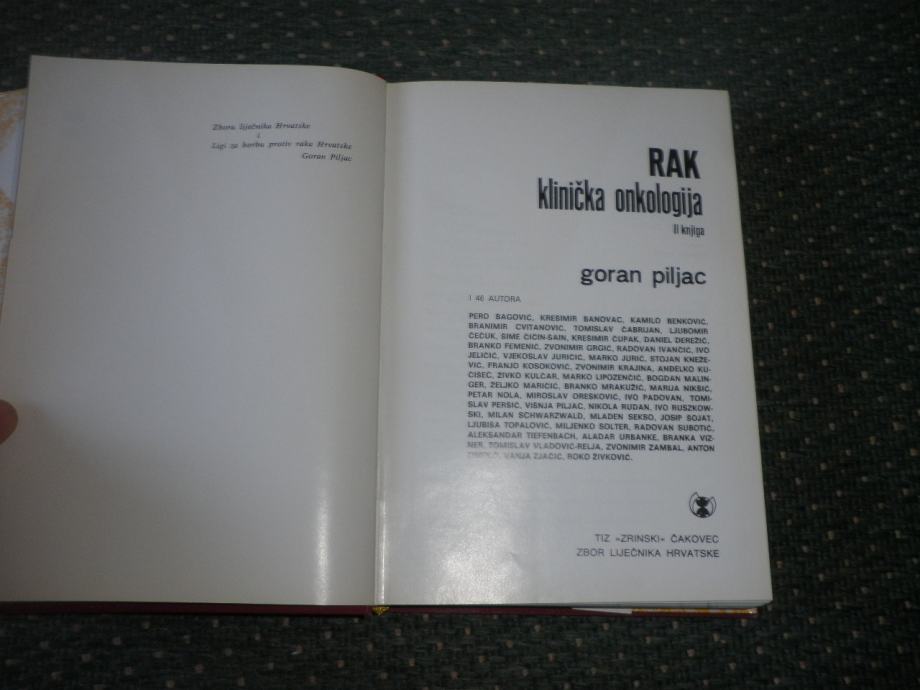 Zboru liječnika Hrvatske
i
Ligi za borbu protiv raka Hrvatske
Goran Piljac
RAK
klinička onkologija
II knjiga
goran piljac
I 46 AUTORA
PERO BAGOVIĆ, KREŠIMIR BANOVAC, KAMILO BENKOVIĆ,
BRANIMIR CVITANOVIĆ, TOMISLAV ČABRIJAN, LJUBOMIR
ČEČUK, ŠIME ČIČIN-ŠAIN, KREŠIMIR ČUPAK, DANIEL DEREŽIĆ,
BRANKO FEMENIĆ, ZVONIMIR GRGIĆ, RADOVAN IVANČIĆ, IVO
JELIČIĆ, VJEKOSLAV JURIČIĆ, MARKO JURIĆ, STOJAN KNEŽE-
VIĆ, FRANJO KOSOKOVIĆ, ZVONIMIR KRAJINA, ANĐELKO KU-
ČIŠEC, ŽIVKO KULČAR, MARKO LIPOZENČIĆ, BOGDAN MALIN-
GER, ŽELJKO MARIČIĆ, BRANKO MRAKUŽIĆ, MARIJA NIKŠIĆ,
PETAR NOLA, MIROSLAV OREŠKOVIĆ, IVO PADOVAN, TOMI-
SLAV PERŠIĆ, VIŠNJA PILJAC, NIKOLA RUDAN, IVO RUSZKOW-
SKI, MILAN SCHWARZWALD, MLADEN SEKSO, JOSIP ŠOJAT,
LJUBIŠA TOPALOVIĆ, MILJENKO SOLTER, RADOVAN SUBOTIĆ,
ALEKSANDAR TIEFENBACH, ALADAR URBANKE, BRANKA VIZ-
NER, TOMISLAV VLADOVIĆ-RELJA, ZVONIMIR ZAMBAL, ANTON
VANJA ZJAČIĆ, ROKO ŽIVKOVIĆ.
TIZ »ZRINSKI« ČAKOVEC
ZBOR LIJEČNIKA HRVATSKE